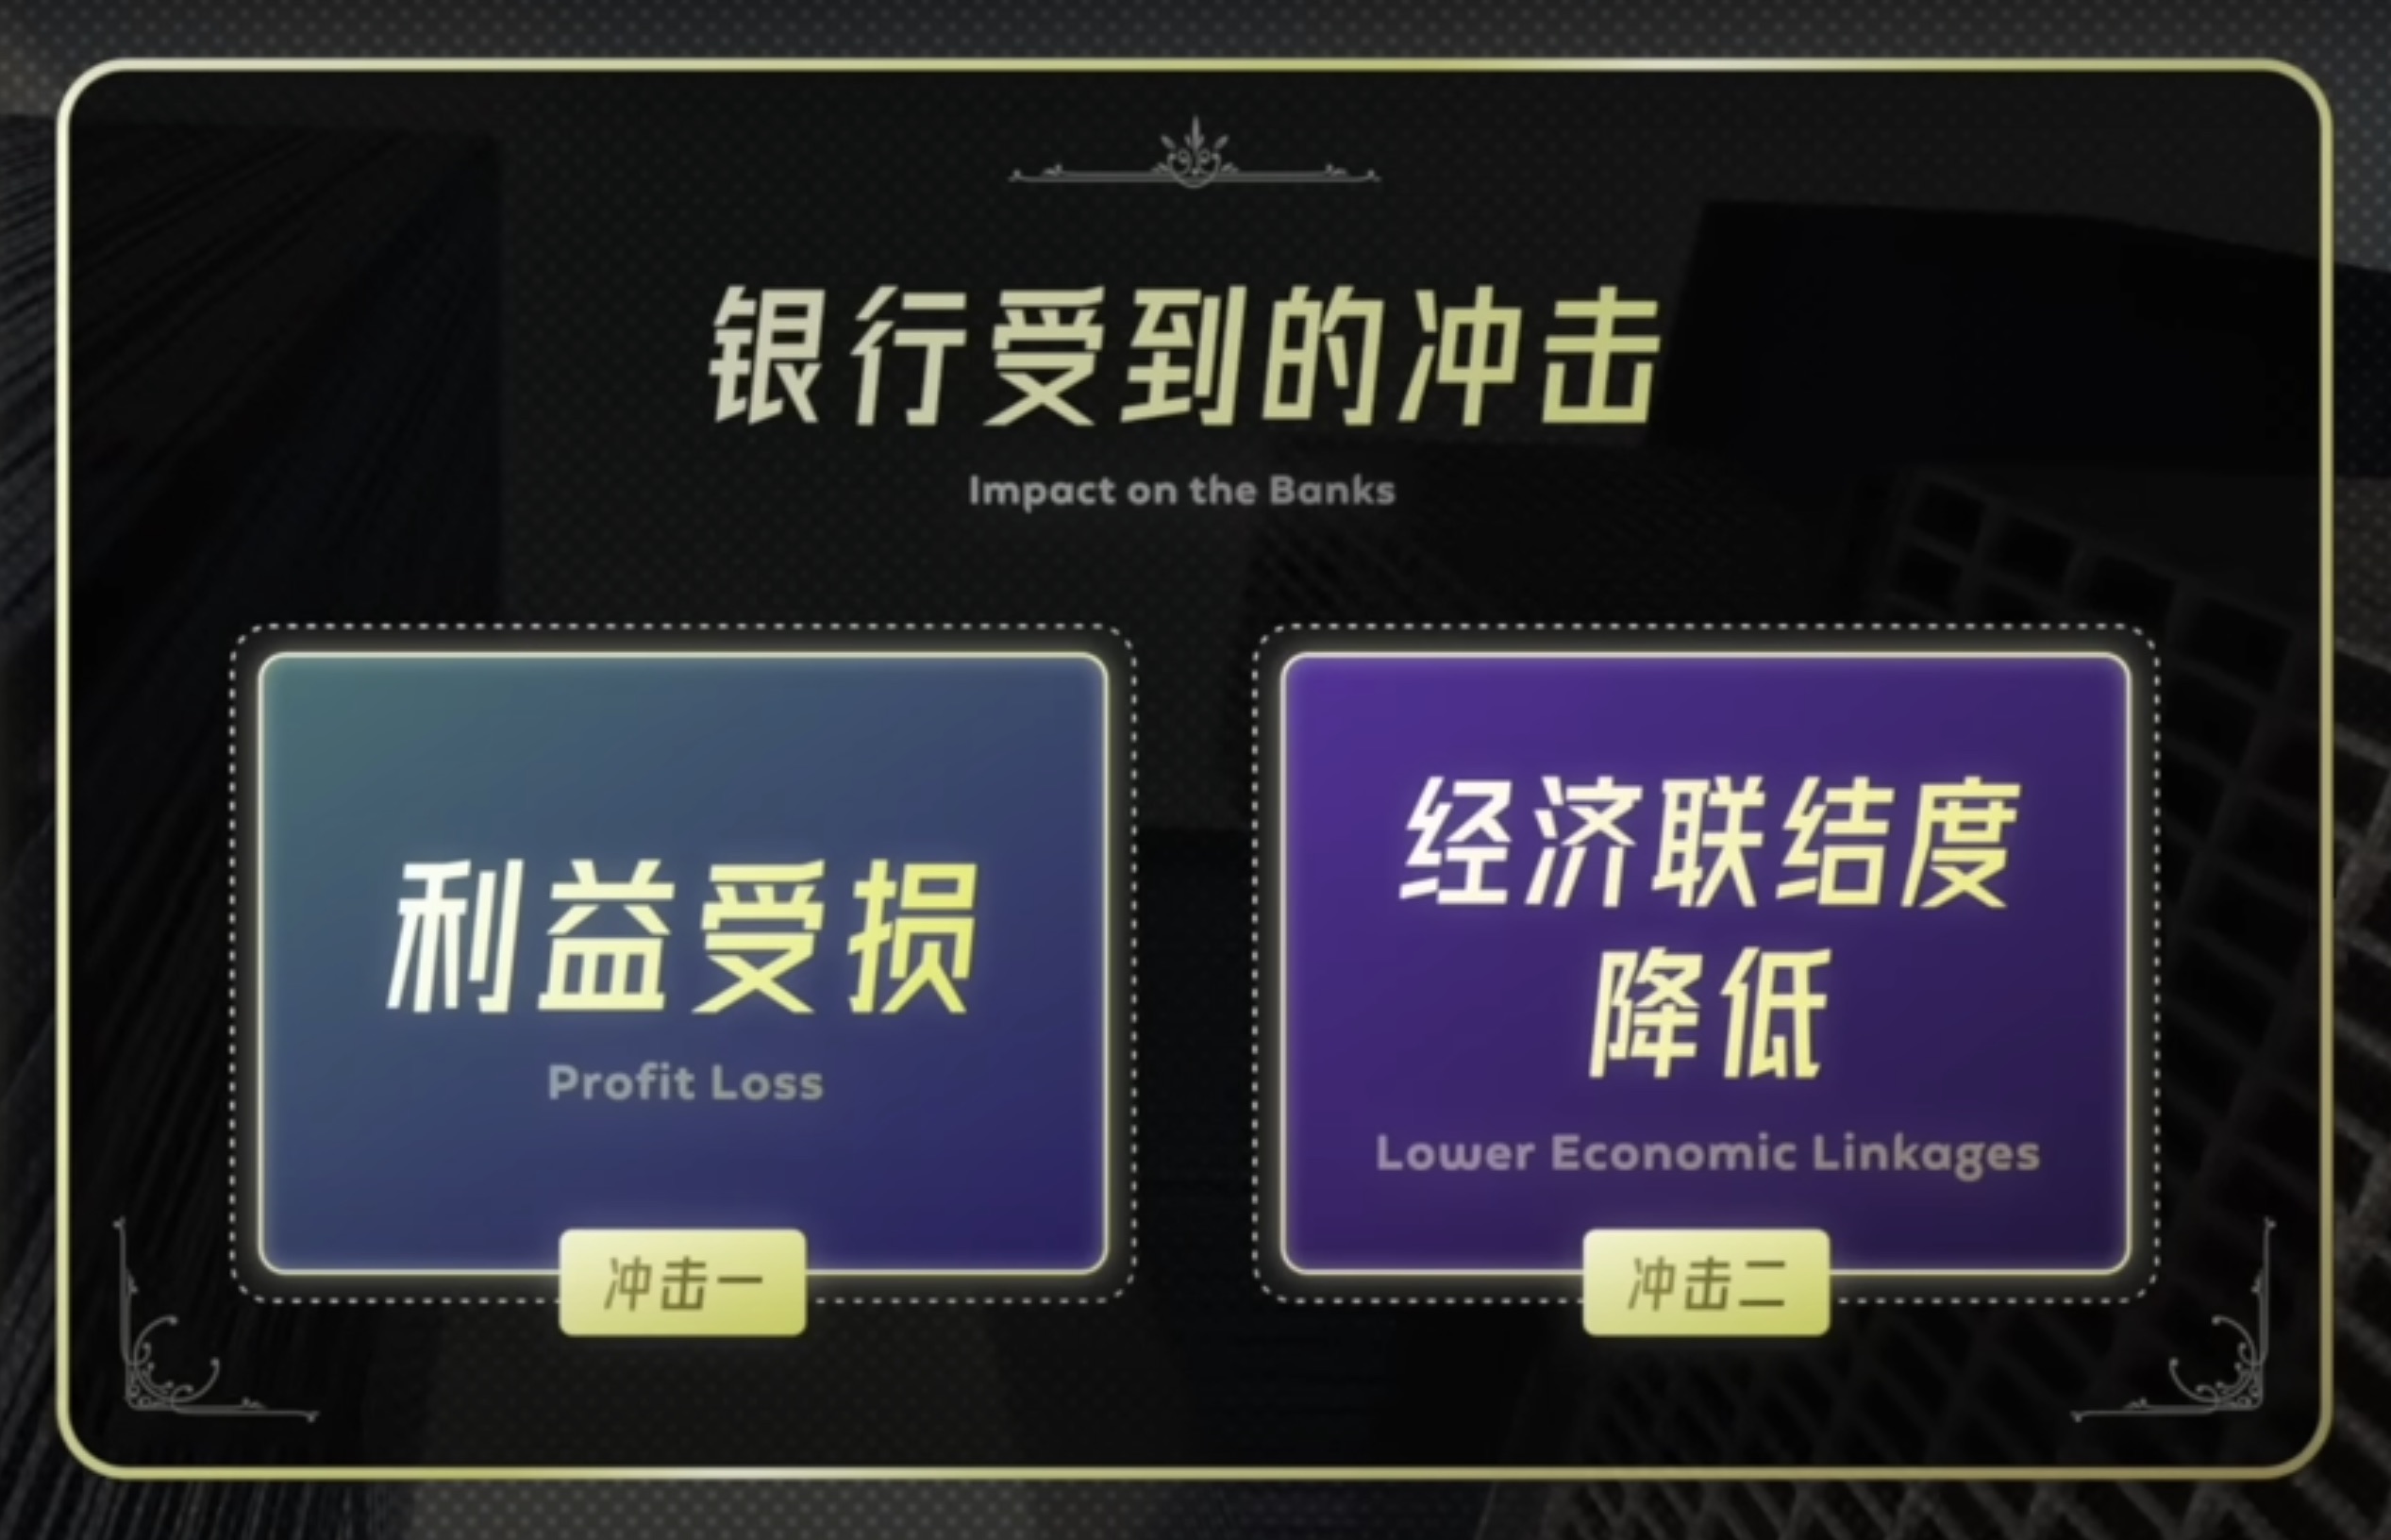 银行受到的冲击
Impact on the Banks
利益受损
Profit Loss
冲击一
经济联结度
降低
Lower Economic Linkages
冲击二